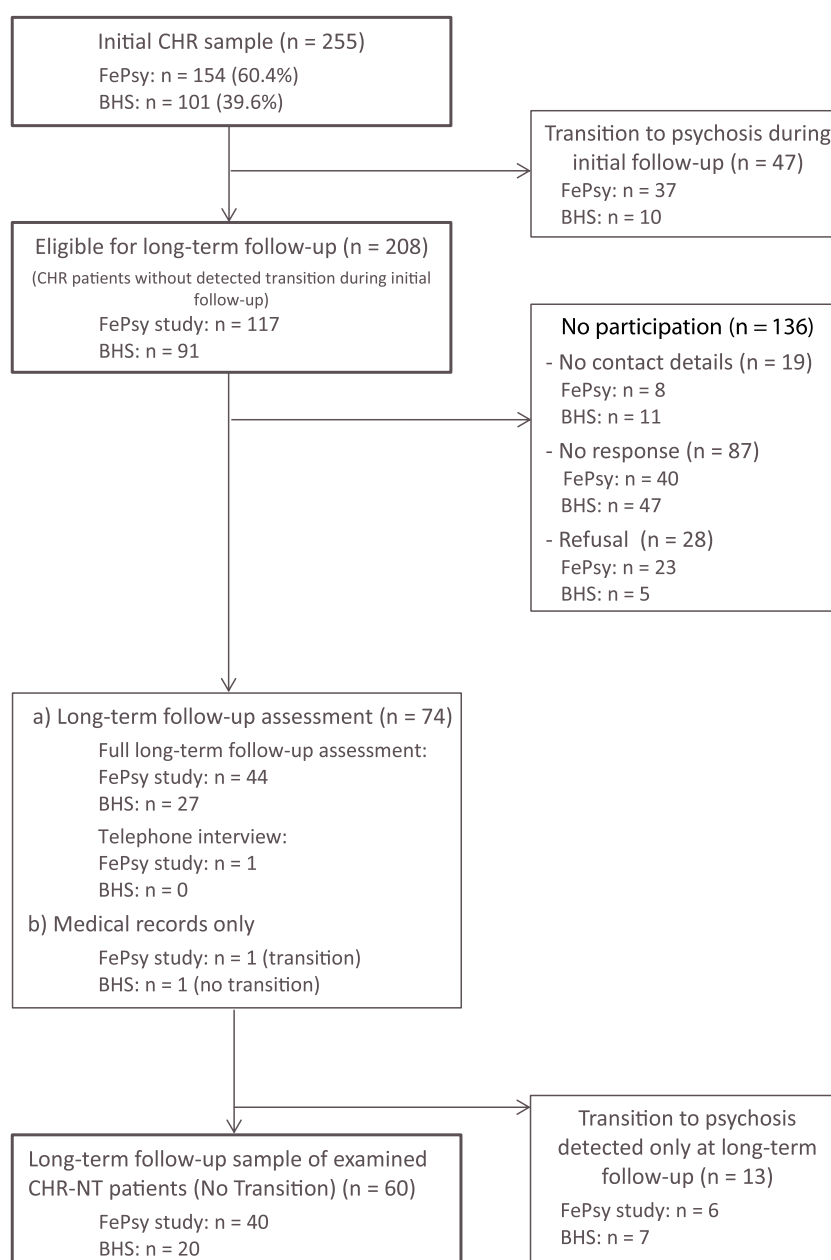 Initial CHR sample (n = 255)
FePsy: n = 154 (60.4%)
BHS: n = 101 (39.6%)
Transition to psychosis during
initial follow-up (n = 47)
FePsy: n = 37
BHS: n = 10
Eligible for long-term follow-up (n = 208)
(CHR patients without detected transition during initial
follow-up)
FePsy study: n = 117
BHS: n = 91
No participation (n = 136)
- No contact details (n = 19)
FePsy: n = 8
BHS: n = 11
- No response (n = 87)
FePsy: n = 40
BHS: n = 47
- Refusal (n = 28)
FePsy: n = 23
BHS: n = 5
a) Long-term follow-up assessment (n = 74)
Full long-term follow-up assessment:
FePsy study: n = 44
BHS: n = 27
Telephone interview:
FePsy study: n = 1
BHS: n = 0
b) Medical records only
FePsy study: n = 1 (transition)
BHS: n = 1 (no transition)
Transition to psychosis
detected only at long-term
follow-up (n = 13)
FePsy study: n = 6
BHS: n = 7
Long-term follow-up sample of examined
CHR-NT patients (No Transition) (n = 60)
FePsy study: n = 40
BHS: n = 20